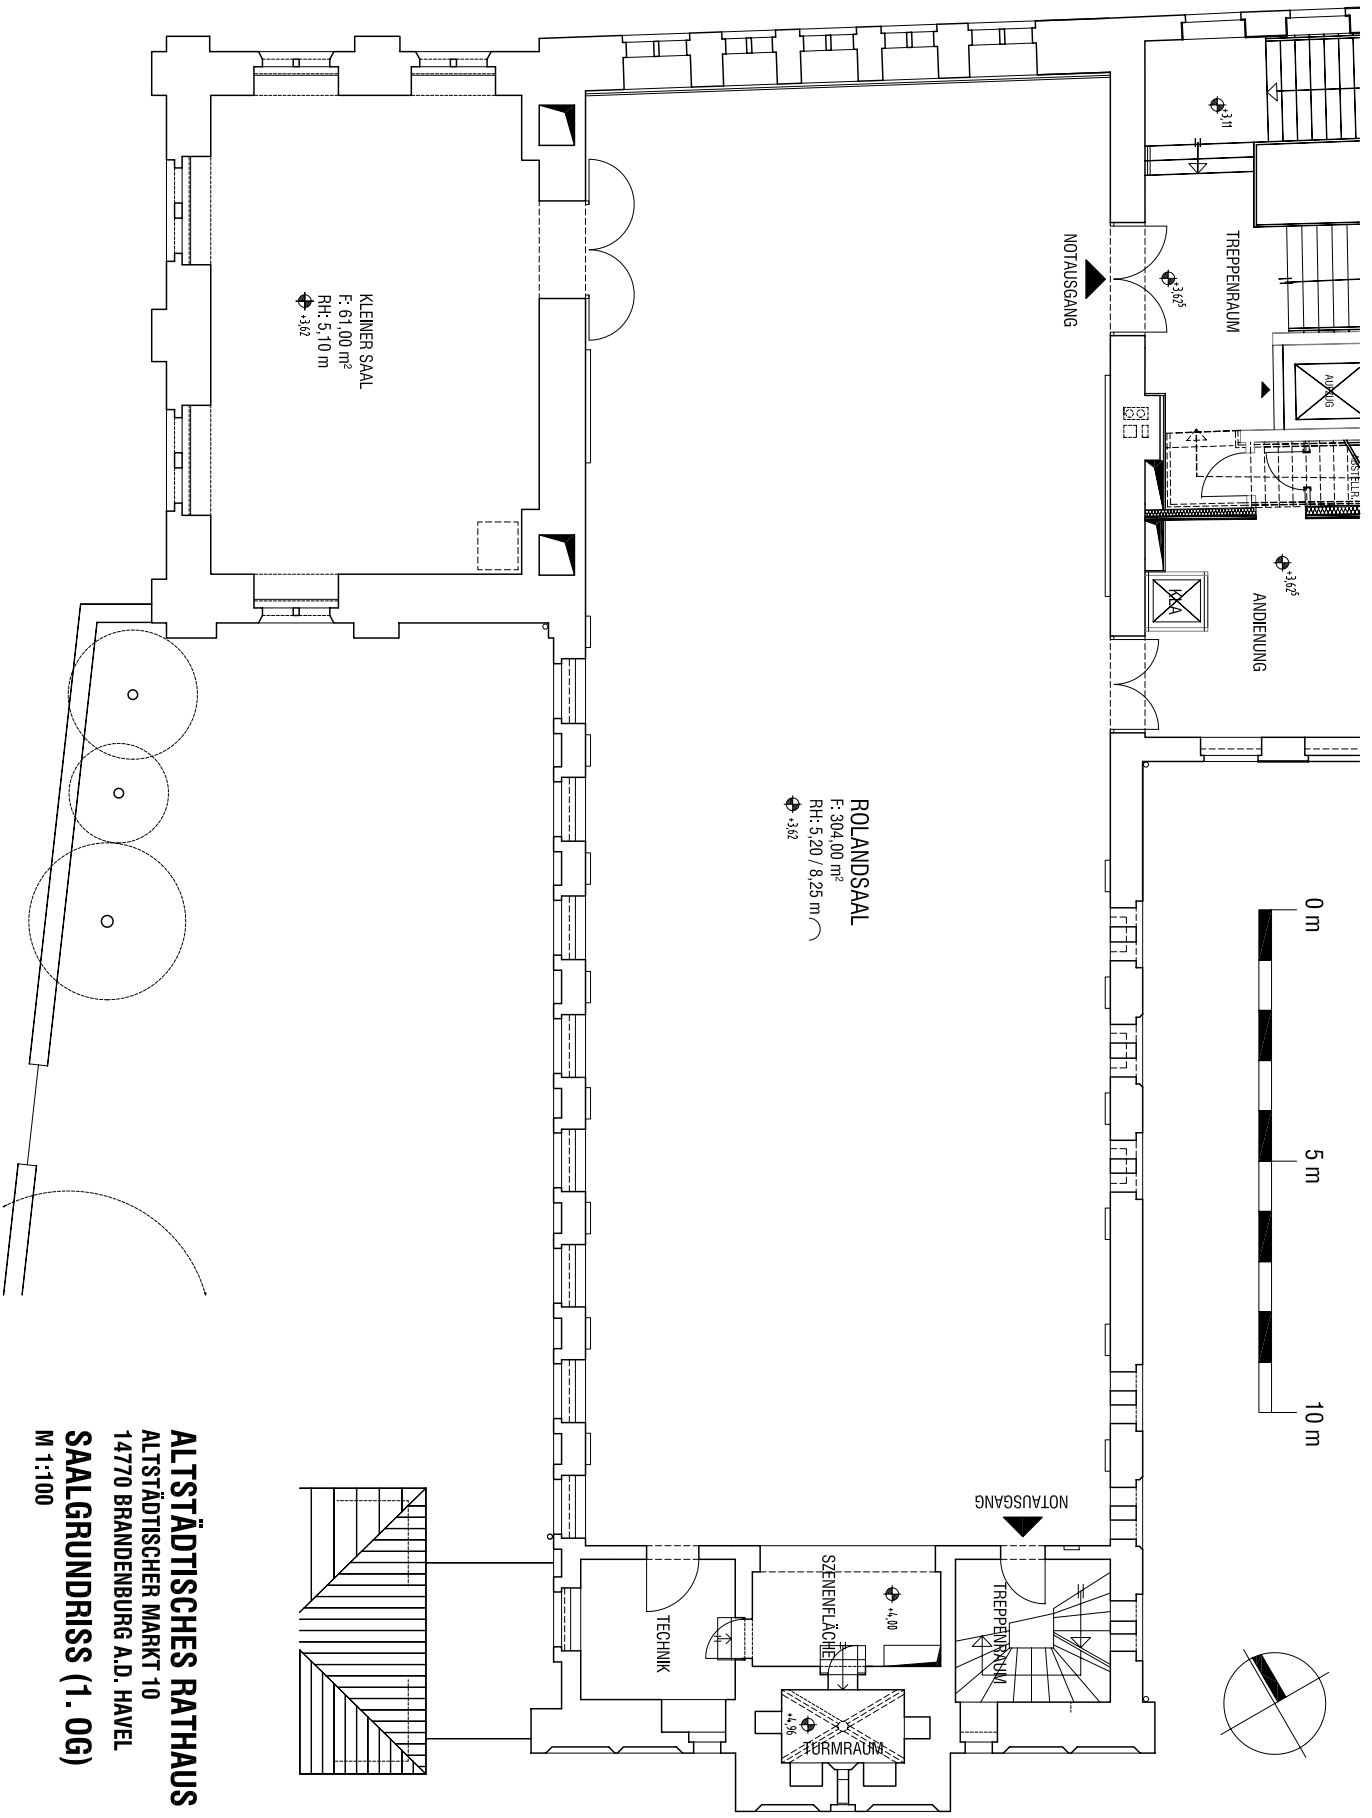 +3,11
TREPPENRAUM
+3,62⁵
NOTAUSGANG
AUFZUG
ABSTELLR.
KLEINER SAAL
F: 61,00 m²
RH: 5,10 m
+3,62
+3,62⁵
ANDIENUNG
KLA
ROLANDSAAL
F: 304,00 m²
RH: 5,20 / 8,25 m
+3,62
0 m
5 m
10 m
NOTAUSGANG
TREPPENRAUM
SZENENFLÄCHE
+4,00
TECHNIK
+4,96
TURMRAUM
ALTSTÄDTISCHES RATHAUS
ALTSTÄDTISCHER MARKT 10
14770 BRANDENBURG A.D. HAVEL
SAALGRUNDRISS (1. OG)
M 1:100